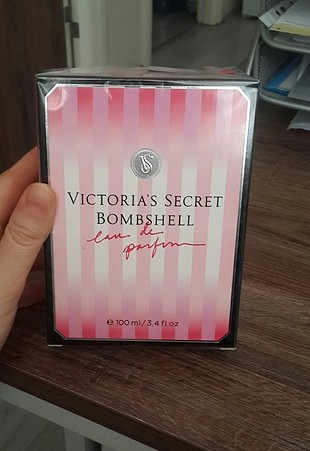 VS
VICTORIA'S SECRET
BOMBSHELL
eau de
parfum
℮ 100 ml/3.4 fl oz